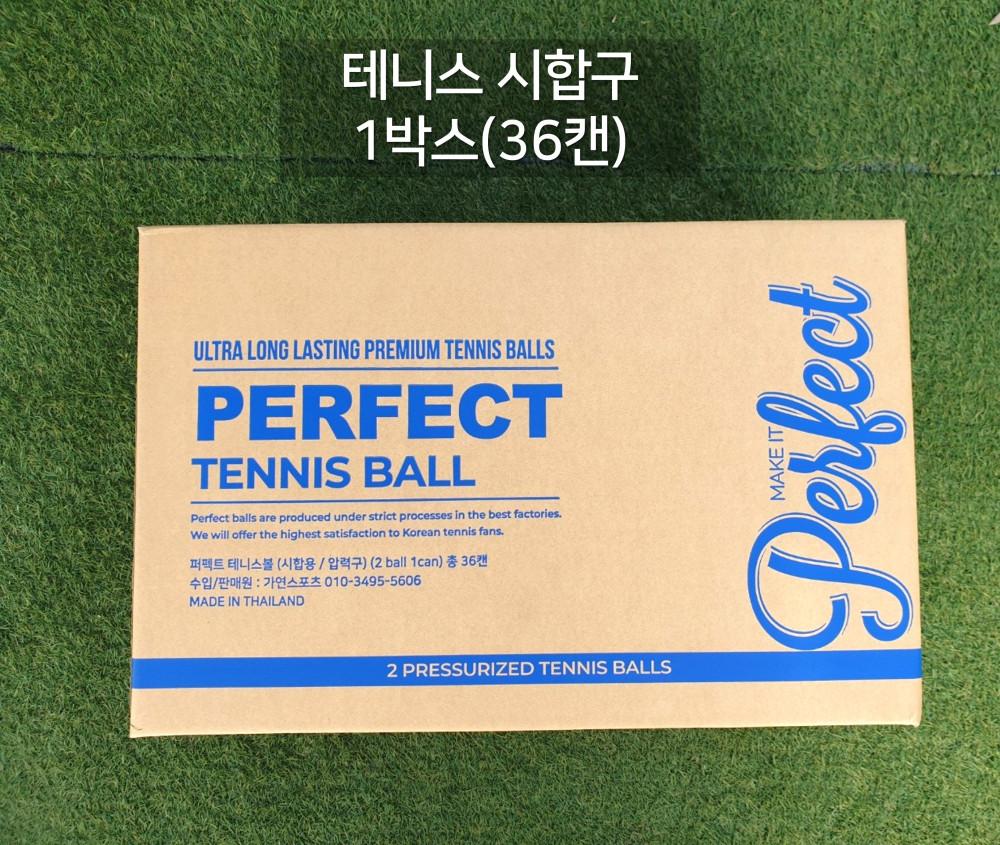 테니스 시합구
1박스(36캔)
ULTRA LONG LASTING PREMIUM TENNIS BALLS
PERFECT
TENNIS BALL
Perfect balls are produced under strict processes in the best factories.
We will offer the highest satisfaction to Korean tennis fans.
퍼펙트 테니스볼 (시합용 / 압력구) (2 ball 1can) 총 36캔
수입/판매원 : 가연스포츠 010-3495-5606
MADE IN THAILAND
MAKE IT
Perfect
2 PRESSURIZED TENNIS BALLS